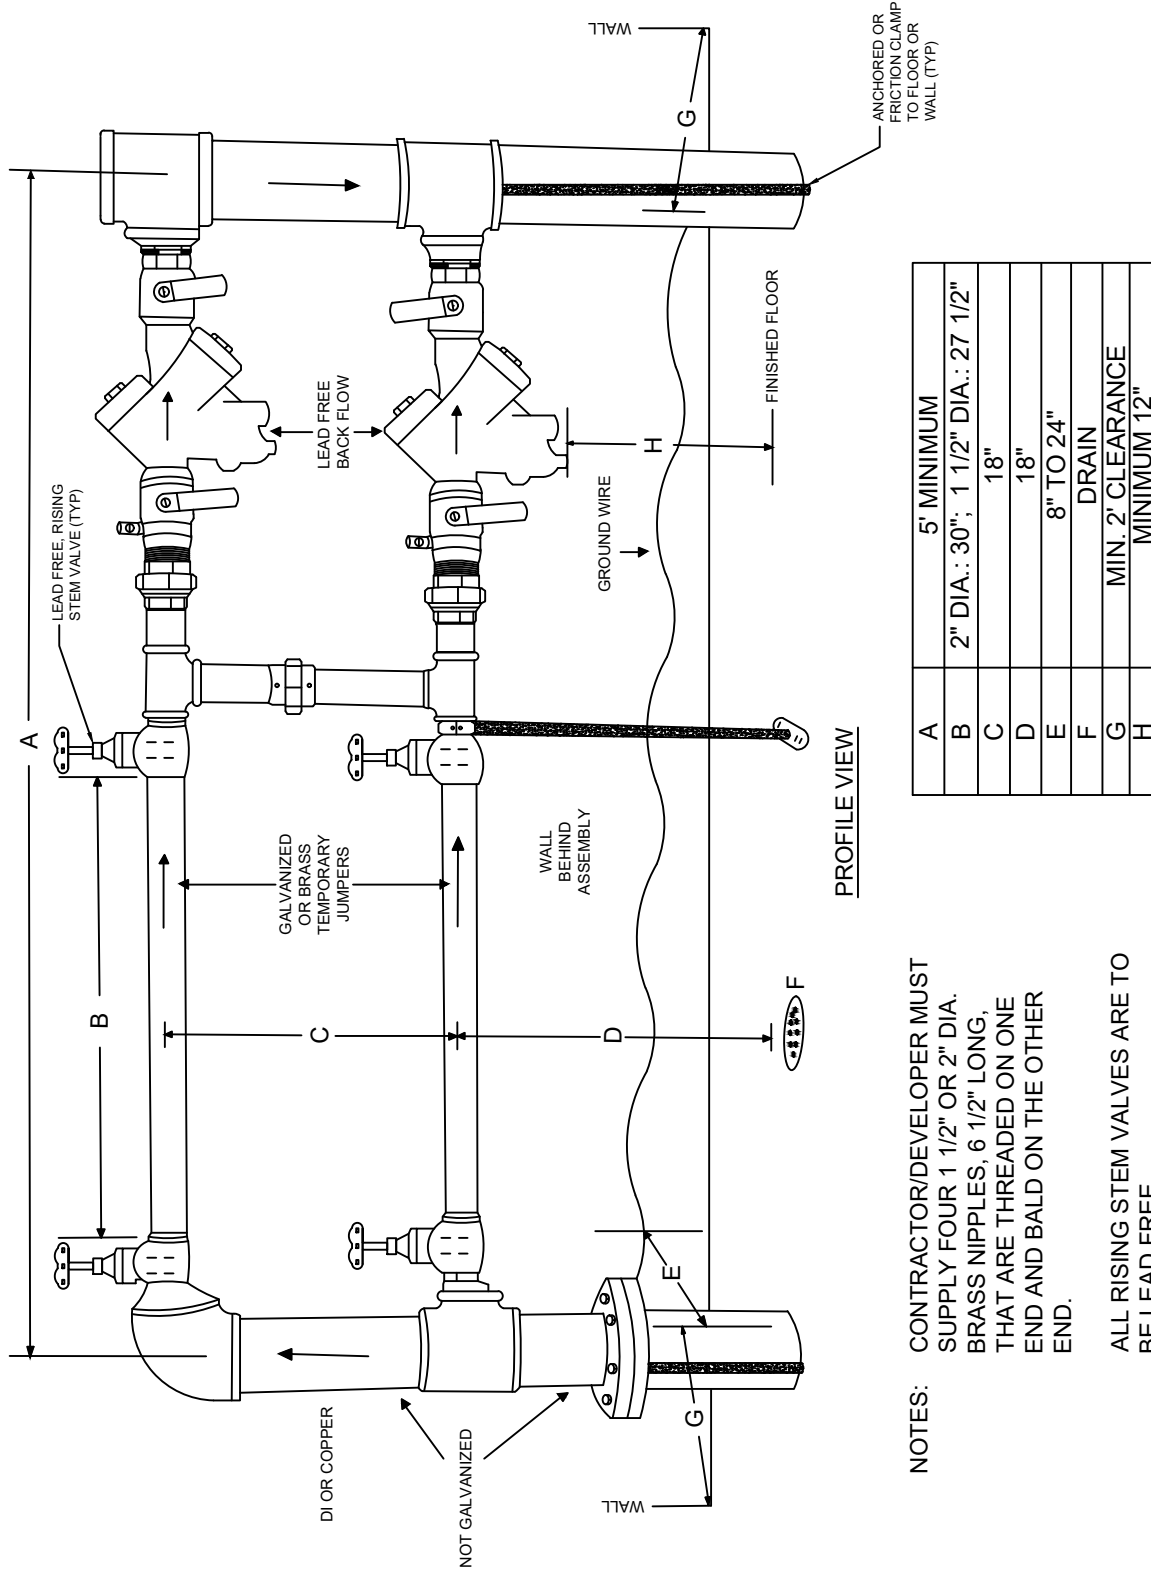 WALL
G
ANCHORED OR
FRICTION CLAMP
TO FLOOR OR
WALL (TYP)
A
LEAD FREE, RISING
STEM VALVE (TYP)
LEAD FREE
BACK FLOW
GROUND WIRE
H
FINISHED FLOOR
B
GALVANIZED
OR BRASS
TEMPORARY
JUMPERS
WALL
BEHIND
ASSEMBLY
C
D
F
E
DI OR COPPER
NOT GALVANIZED
G
WALL
PROFILE VIEW
A 5' MINIMUM
B 2" DIA.: 30"; 1 1/2" DIA.: 27 1/2"
C 18"
D 18"
E 8" TO 24"
F DRAIN
G MIN. 2' CLEARANCE
H MINIMUM 12"
NOTES: CONTRACTOR/DEVELOPER MUST
SUPPLY FOUR 1 1/2" OR 2" DIA.
BRASS NIPPLES, 6 1/2" LONG,
THAT ARE THREADED ON ONE
END AND BALD ON THE OTHER
END.
ALL RISING STEM VALVES ARE TO
BE LEAD FREE